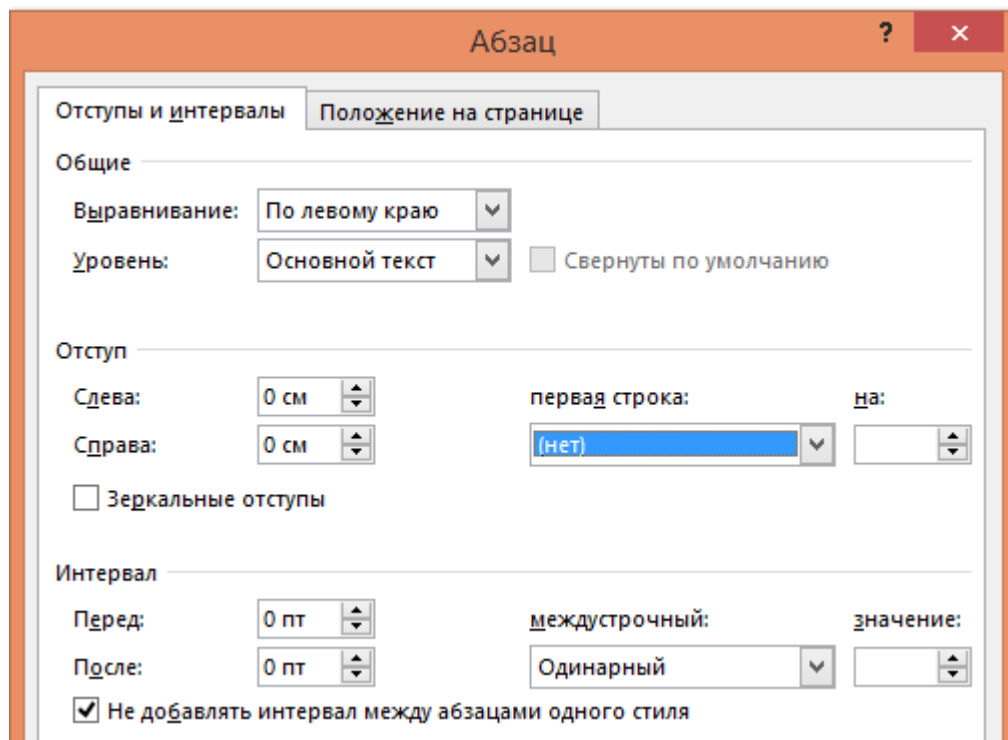 Абзац ? ×
Отступы и интервалы Положение на странице
Общие
Выравнивание: По левому краю
Уровень: Основной текст Свернуты по умолчанию
Отступ
Слева: 0 см первая строка: на:
Справа: 0 см (нет)
Зеркальные отступы
Интервал
Перед: 0 пт междустрочный: значение:
После: 0 пт Одинарный
Не добавлять интервал между абзацами одного стиля